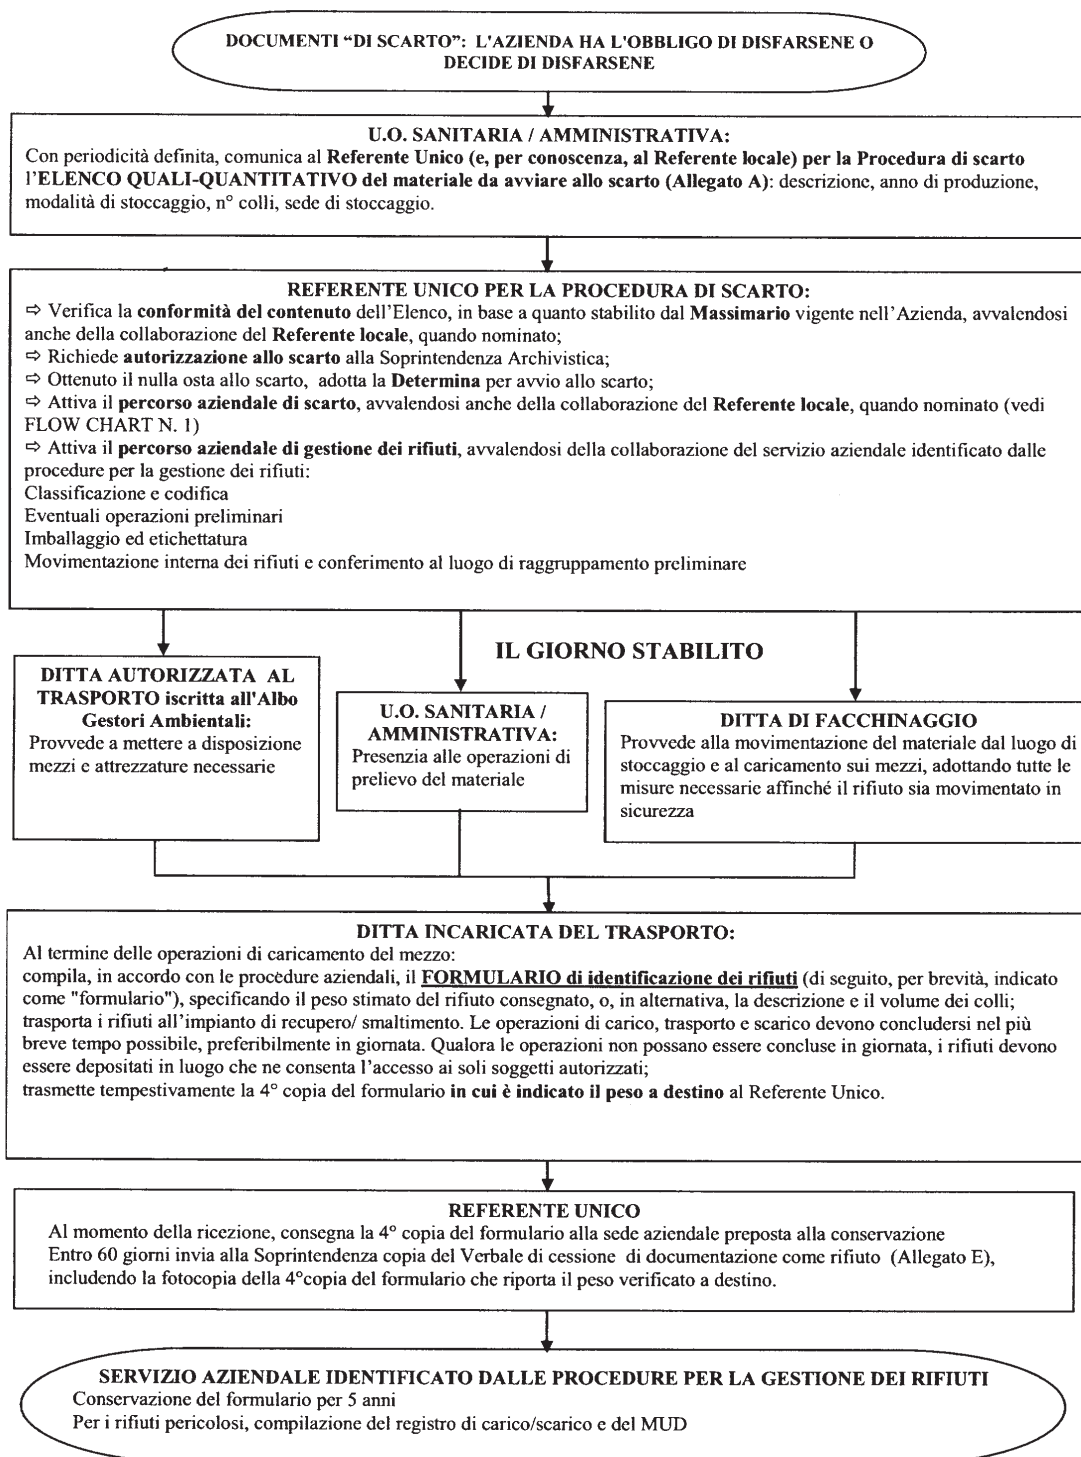 DOCUMENTI “DI SCARTO”: L'AZIENDA HA L'OBBLIGO DI DISFARSENE O
DECIDE DI DISFARSENE
U.O. SANITARIA / AMMINISTRATIVA:
Con periodicità definita, comunica al Referente Unico (e, per conoscenza, al Referente locale) per la Procedura di scarto
l'ELENCO QUALI-QUANTITATIVO del materiale da avviare allo scarto (Allegato A): descrizione, anno di produzione,
modalità di stoccaggio, n° colli, sede di stoccaggio.
REFERENTE UNICO PER LA PROCEDURA DI SCARTO:
⇨ Verifica la conformità del contenuto dell'Elenco, in base a quanto stabilito dal Massimario vigente nell'Azienda, avvalendosi
anche della collaborazione del Referente locale, quando nominato;
⇨ Richiede autorizzazione allo scarto alla Soprintendenza Archivistica;
⇨ Ottenuto il nulla osta allo scarto, adotta la Determina per avvio allo scarto;
⇨ Attiva il percorso aziendale di scarto, avvalendosi anche della collaborazione del Referente locale, quando nominato (vedi
FLOW CHART N. 1)
⇨ Attiva il percorso aziendale di gestione dei rifiuti, avvalendosi della collaborazione del servizio aziendale identificato dalle
procedure per la gestione dei rifiuti:
Classificazione e codifica
Eventuali operazioni preliminari
Imballaggio ed etichettatura
Movimentazione interna dei rifiuti e conferimento al luogo di raggruppamento preliminare
IL GIORNO STABILITO
DITTA AUTORIZZATA AL
TRASPORTO iscritta all'Albo
Gestori Ambientali:
Provvede a mettere a disposizione
mezzi e attrezzature necessarie
U.O. SANITARIA /
AMMINISTRATIVA:
Presenzia alle operazioni di
prelievo del materiale
DITTA DI FACCHINAGGIO
Provvede alla movimentazione del materiale dal luogo di
stoccaggio e al caricamento sui mezzi, adottando tutte le
misure necessarie affinché il rifiuto sia movimentato in
sicurezza
DITTA INCARICATA DEL TRASPORTO:
Al termine delle operazioni di caricamento del mezzo:
compila, in accordo con le procedure aziendali, il FORMULARIO di identificazione dei rifiuti (di seguito, per brevità, indicato
come "formulario"), specificando il peso stimato del rifiuto consegnato, o, in alternativa, la descrizione e il volume dei colli;
trasporta i rifiuti all'impianto di recupero/ smaltimento. Le operazioni di carico, trasporto e scarico devono concludersi nel più
breve tempo possibile, preferibilmente in giornata. Qualora le operazioni non possano essere concluse in giornata, i rifiuti devono
essere depositati in luogo che ne consenta l'accesso ai soli soggetti autorizzati;
trasmette tempestivamente la 4° copia del formulario in cui è indicato il peso a destino al Referente Unico.
REFERENTE UNICO
Al momento della ricezione, consegna la 4° copia del formulario alla sede aziendale preposta alla conservazione
Entro 60 giorni invia alla Soprintendenza copia del Verbale di cessione di documentazione come rifiuto (Allegato E),
includendo la fotocopia della 4°copia del formulario che riporta il peso verificato a destino.
SERVIZIO AZIENDALE IDENTIFICATO DALLE PROCEDURE PER LA GESTIONE DEI RIFIUTI
Conservazione del formulario per 5 anni
Per i rifiuti pericolosi, compilazione del registro di carico/scarico e del MUD